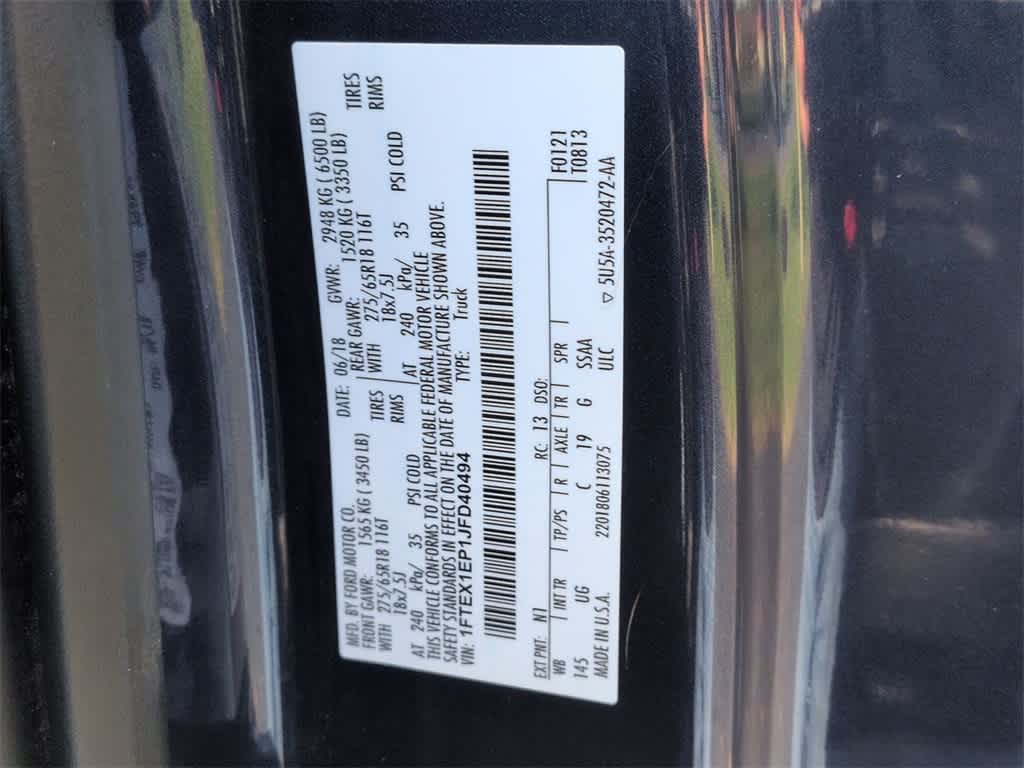 MFD. BY FORD MOTOR CO. DATE: 06/18 GVWR: 2948 KG ( 6500 LB)
FRONT GAWR: 1565 KG ( 3450 LB) REAR GAWR: 1520 KG ( 3350 LB)
WITH 275/65R18 116T TIRES WITH 275/65R18 116T TIRES
18x7.5J RIMS 18x7.5J RIMS
AT 240 kPa/ 35 PSI COLD AT 240 kPa/ 35 PSI COLD
THIS VEHICLE CONFORMS TO ALL APPLICABLE FEDERAL MOTOR VEHICLE
SAFETY STANDARDS IN EFFECT ON THE DATE OF MANUFACTURE SHOWN ABOVE.
VIN: 1FTEX1EP1JFD40494 TYPE: Truck
EXT PNT: N1 RC: 13 DSO: F0121
WB INT TR TP/PS R AXLE TR SPR T0813
145 UG C 19 G SSAA
220180613075 UIC
MADE IN U.S.A. 5U5A-3520472-AA